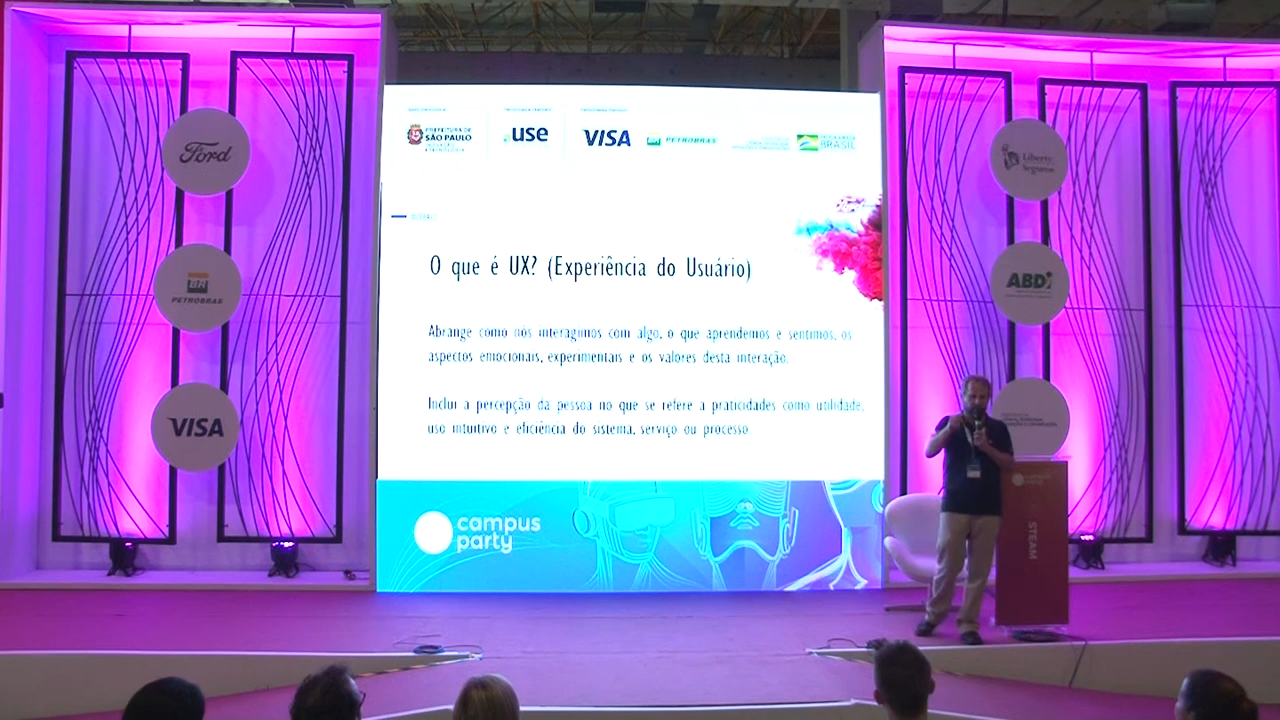 PREFEITURA DE
SÃO PAULO
.use
VISA
BR PETROBRAS
BRASIL
Ford
BR
PETROBRAS
VISA
O que é UX? (Experiência do Usuário)
Abrange como nós interagimos com algo, o que aprendemos e sentimos, os
aspectos emocionais, experimentais e os valores desta interação.
Inclui a percepção da pessoa no que se refere a praticidades como utilidade,
uso intuitivo e eficiência do sistema, serviço ou processo.
campus
party
Liberty
Seguros
ABDi
campus
party
STEAM